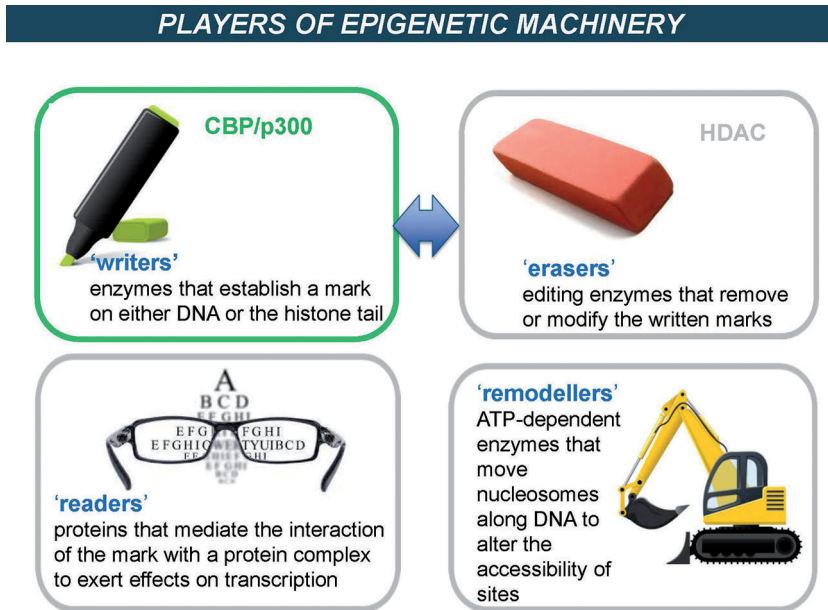 PLAYERS OF EPIGENETIC MACHINERY
CBP/p300
'writers'
enzymes that establish a mark
on either DNA or the histone tail
HDAC
'erasers'
editing enzymes that remove
or modify the written marks
A
B C D
E F GHI
E F G
F GHI
E F G H I
TYUIBCD
'readers'
proteins that mediate the interaction
of the mark with a protein complex
to exert effects on transcription
'remodellers'
ATP-dependent
enzymes that
move
nucleosomes
along DNA to
alter the
accessibility of
sites